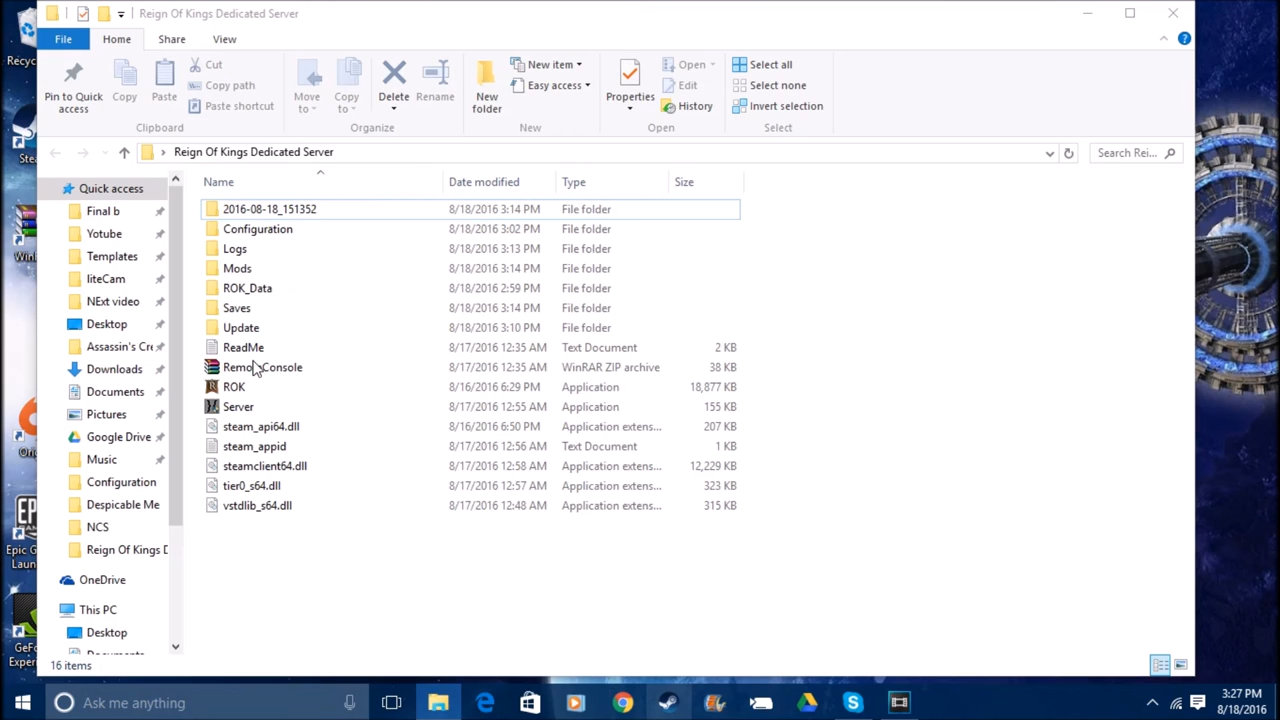 Reign Of Kings Dedicated Server
File Home Share View
Pin to Quick access
Copy
Paste
Cut
Copy path
Paste shortcut
Clipboard
Move to
Copy to
Delete
Rename
Organize
New folder
New item
Easy access
New
Properties
Open
Edit
History
Open
Select all
Select none
Invert selection
Select
Reign Of Kings Dedicated Server
Search Rei...
Quick access
Final b
Yotube
Templates
liteCam
NExt video
Desktop
Assassin's Cre
Downloads
Documents
Pictures
Google Drive
Music
Configuration
Despicable Me
NCS
Reign Of Kings D
OneDrive
This PC
Desktop
Name Date modified Type Size
2016-08-18_151352 8/18/2016 3:14 PM File folder
Configuration 8/18/2016 3:02 PM File folder
Logs 8/18/2016 3:13 PM File folder
Mods 8/18/2016 3:14 PM File folder
ROK_Data 8/18/2016 2:59 PM File folder
Saves 8/18/2016 3:14 PM File folder
Update 8/18/2016 3:10 PM File folder
ReadMe 8/17/2016 12:35 AM Text Document 2 KB
Remo Console 8/17/2016 12:35 AM WinRAR ZIP archive 38 KB
ROK 8/16/2016 6:29 PM Application 18,877 KB
Server 8/17/2016 12:55 AM Application 155 KB
steam_api64.dll 8/16/2016 6:50 PM Application extens... 207 KB
steam_appid 8/17/2016 12:56 AM Text Document 1 KB
steamclient64.dll 8/17/2016 12:58 AM Application extens... 12,229 KB
tier0_s64.dll 8/17/2016 12:57 AM Application extens... 323 KB
vstdlib_s64.dll 8/17/2016 12:48 AM Application extens... 315 KB
16 items
Recyc
Stea
WinI
On
EPIC
Epic G
Laun
GeFo
Experi
Ask me anything
3:27 PM
8/18/2016